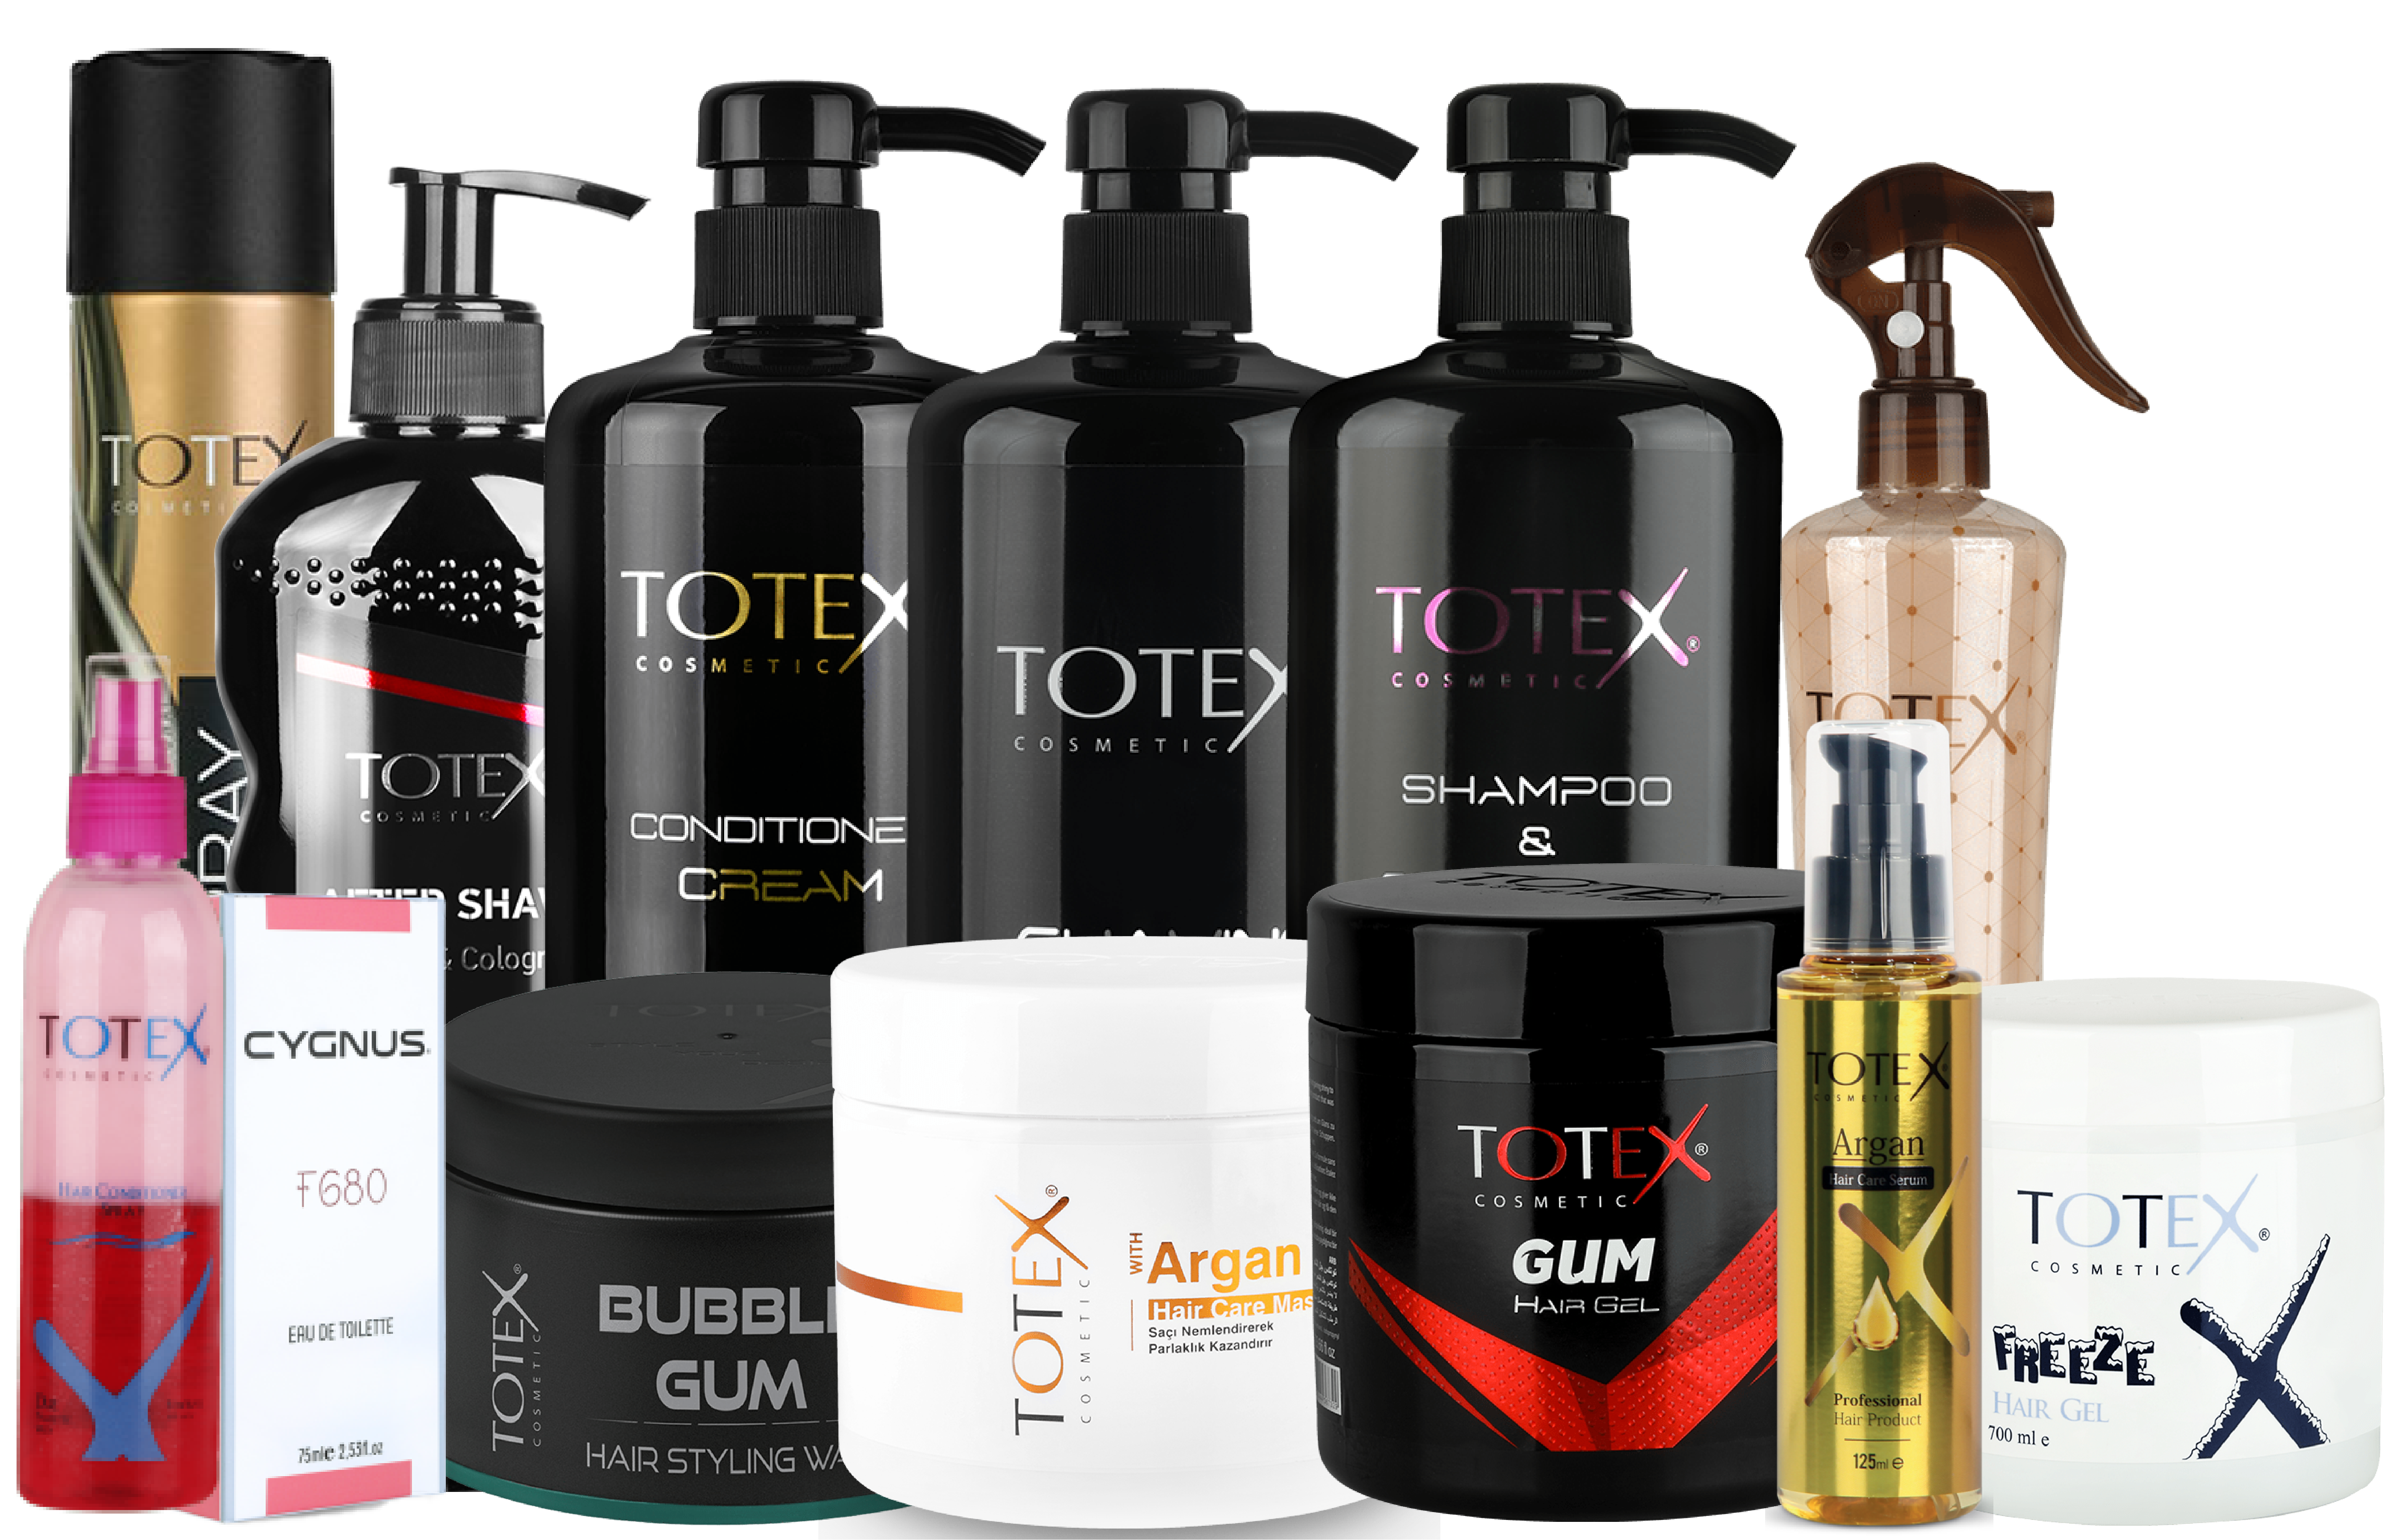 TOTEX
COSMETIC
TOTEX
COSMETIC
AFTER SHAV
& Cologn
TOTEX
COSMETIC
CONDITIONE
CREAM
TOTEX
COSMETIC
TOTEX®
COSMETIC
SHAMPOO
&
TOTEX
TOTEX
COSMETIC
HAIR CONDITIONER
SPRAY
CYGNUS
F680
EAU DE TOILETTE
75ml e 2,55fl.oz
TOTEX®
COSMETIC
BUBBLE
GUM
HAIR STYLING WA
TOTEX®
COSMETIC
WITH
Argan
Hair Care Mas
Saçı Nemlendirerek
Parlaklık Kazandırır
TOTEX®
COSMETIC
GUM
HAIR GEL
TOTEX
COSMETIC
Argan
Hair Care Serum
Professional
Hair Product
125ml e
TOTEX®
COSMETIC
FREEZE
HAIR GEL
700 ml e